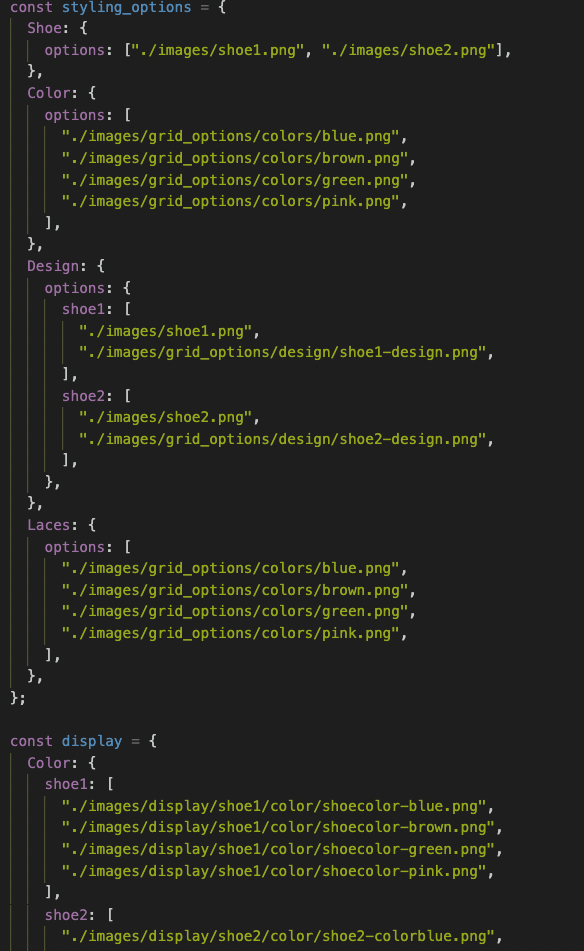 const styling_options = {
  Shoe: {
    options: ["./images/shoe1.png", "./images/shoe2.png"],
  },
  Color: {
    options: [
      "./images/grid_options/colors/blue.png",
      "./images/grid_options/colors/brown.png",
      "./images/grid_options/colors/green.png",
      "./images/grid_options/colors/pink.png",
    ],
  },
  Design: {
    options: {
      shoe1: [
        "./images/shoe1.png",
        "./images/grid_options/design/shoe1-design.png",
      ],
      shoe2: [
        "./images/shoe2.png",
        "./images/grid_options/design/shoe2-design.png",
      ],
    },
  },
  Laces: {
    options: [
      "./images/grid_options/colors/blue.png",
      "./images/grid_options/colors/brown.png",
      "./images/grid_options/colors/green.png",
      "./images/grid_options/colors/pink.png",
    ],
  },
};

const display = {
  Color: {
    shoe1: [
      "./images/display/shoe1/color/shoecolor-blue.png",
      "./images/display/shoe1/color/shoecolor-brown.png",
      "./images/display/shoe1/color/shoecolor-green.png",
      "./images/display/shoe1/color/shoecolor-pink.png",
    ],
    shoe2: [
      "./images/display/shoe2/color/shoe2-colorblue.png",